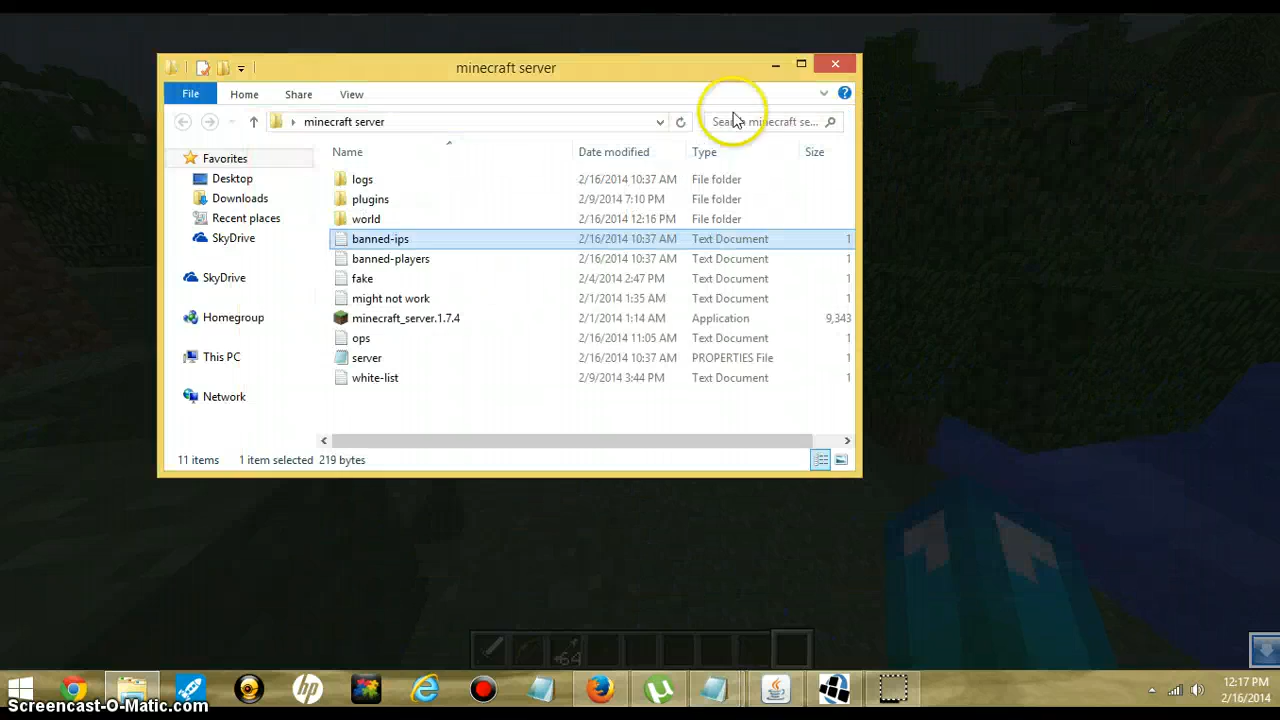 minecraft server
File Home Share View
minecraft server Sea minecraft se...
Name Date modified Type Size
Favorites
Desktop
Downloads
Recent places
SkyDrive
SkyDrive
Homegroup
This PC
Network
logs 2/16/2014 10:37 AM File folder
plugins 2/9/2014 7:10 PM File folder
world 2/16/2014 12:16 PM File folder
banned-ips 2/16/2014 10:37 AM Text Document 1
banned-players 2/16/2014 10:37 AM Text Document 1
fake 2/4/2014 2:47 PM Text Document 1
might not work 2/1/2014 1:35 AM Text Document 1
minecraft_server.1.7.4 2/1/2014 1:14 AM Application 9,343
ops 2/16/2014 11:05 AM Text Document 1
server 2/16/2014 10:37 AM PROPERTIES File 1
white-list 2/9/2014 3:44 PM Text Document 1
11 items 1 item selected 219 bytes
64
hp
12:17 PM
2/16/2014
Screencast-O-Matic.com